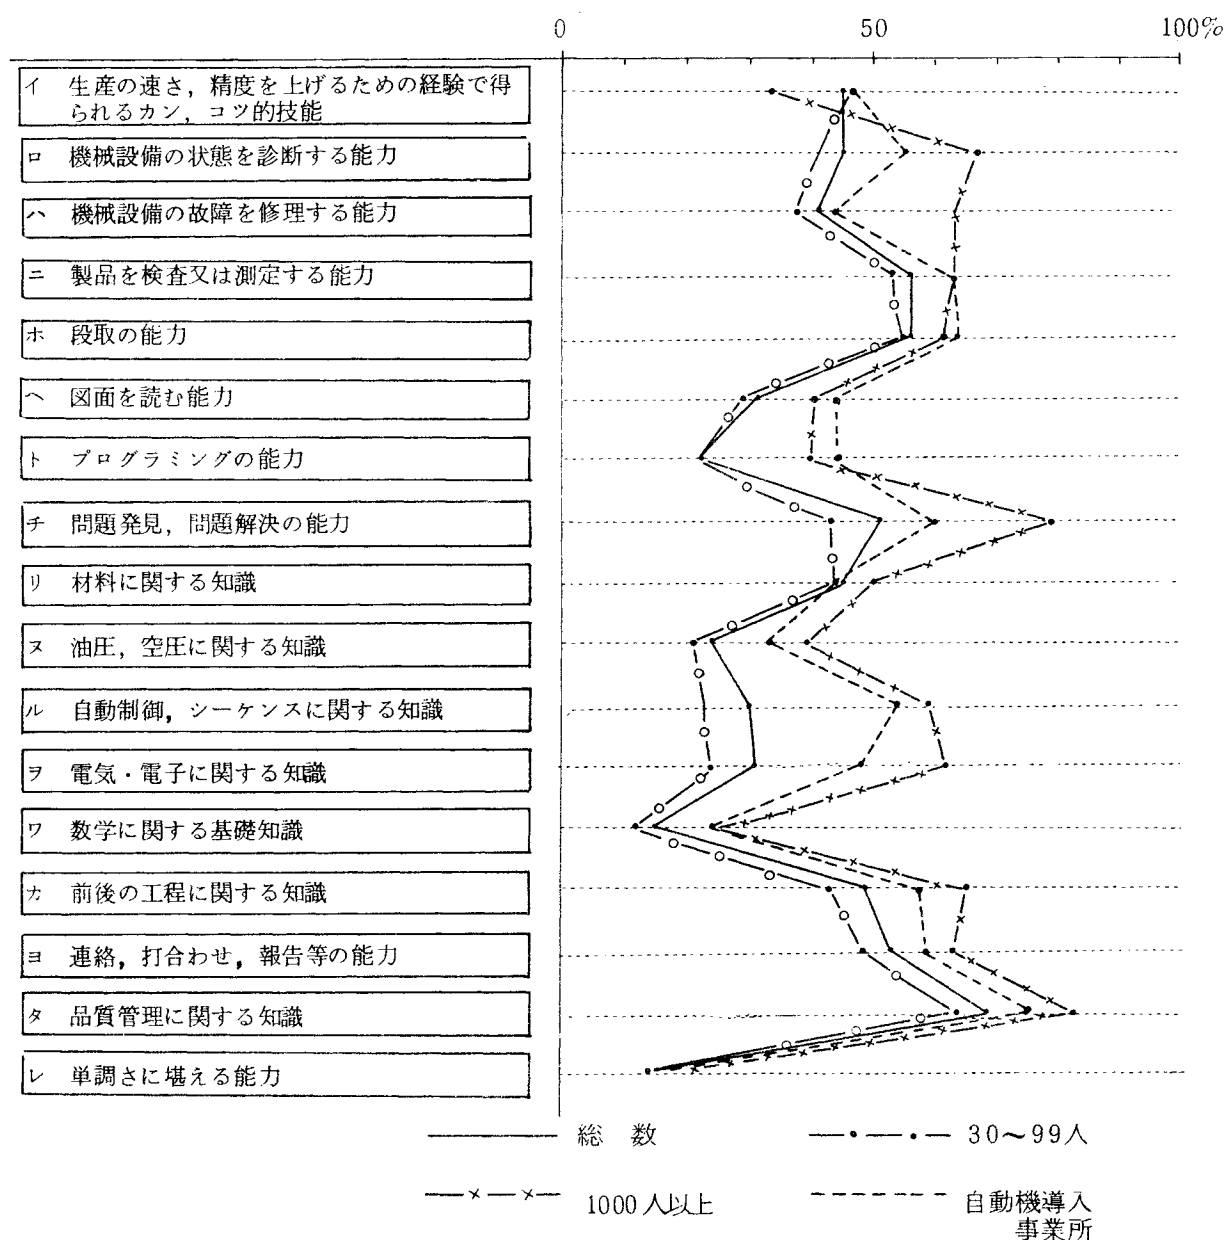 0 50 100%
イ 生産の速さ，精度を上げるための経験で得
られるカン，コツ的技能
ロ 機械設備の状態を診断する能力
ハ 機械設備の故障を修理する能力
ニ 製品を検査又は測定する能力
ホ 段取の能力
ヘ 図面を読む能力
ト プログラミングの能力
チ 問題発見，問題解決の能力
リ 材料に関する知識
ヌ 油圧，空圧に関する知識
ル 自動制御，シーケンスに関する知識
ヲ 電気・電子に関する知識
ワ 数学に関する基礎知識
カ 前後の工程に関する知識
ヨ 連絡，打合わせ，報告等の能力
タ 品質管理に関する知識
レ 単調さに堪える能力
総 数 30〜99人
1000人以上 自動機導入
事業所